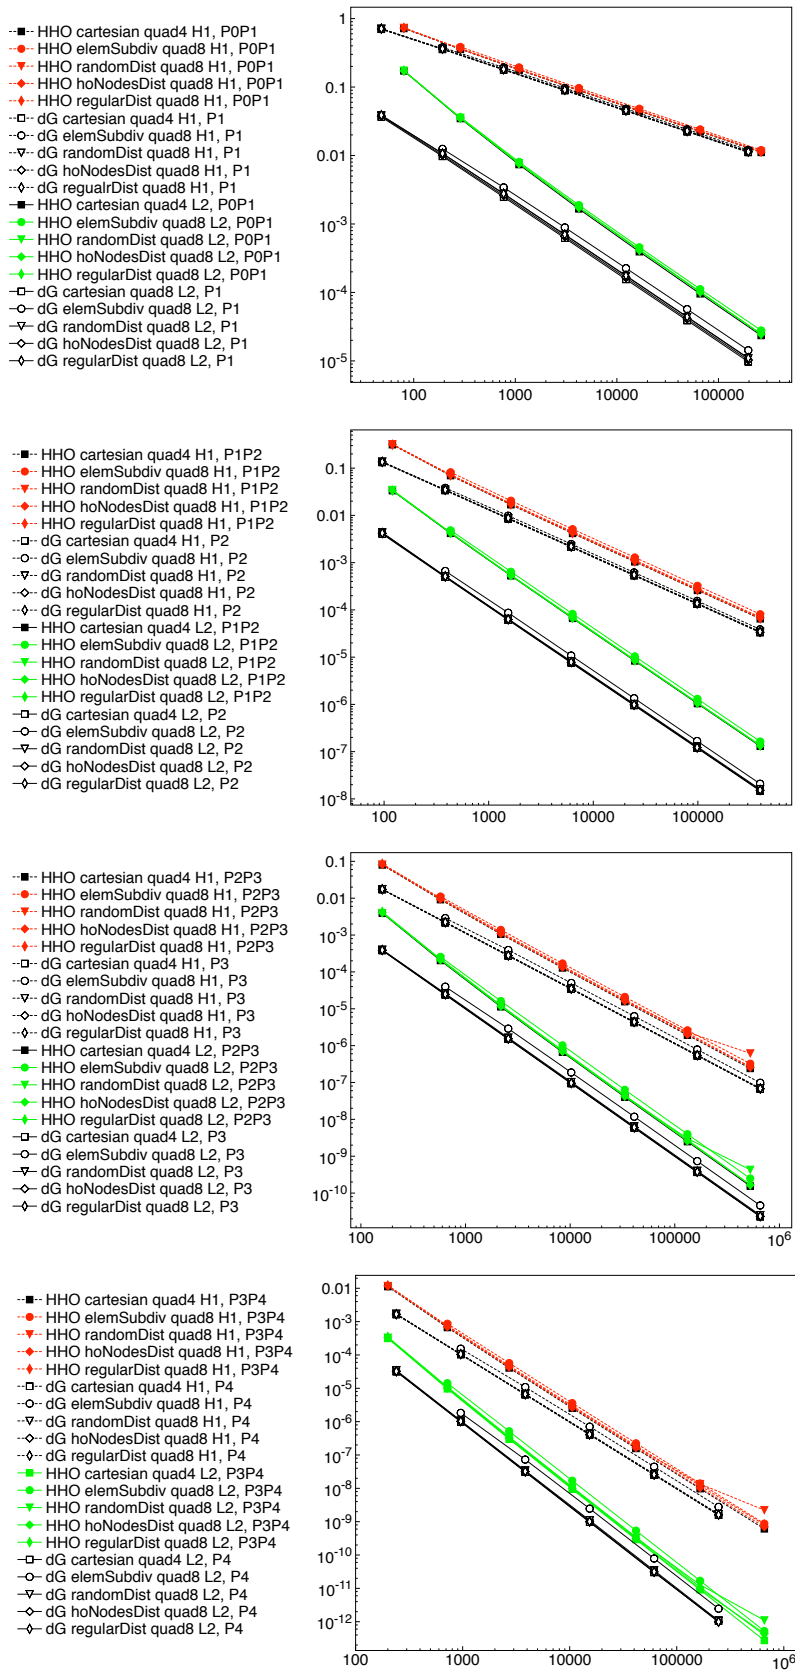 HHO cartesian quad4 H1, P0P1
HHO elemSubdiv quad8 H1, P0P1
HHO randomDist quad8 H1, P0P1
HHO hoNodesDist quad8 H1, P0P1
HHO regularDist quad8 H1, P0P1
dG cartesian quad4 H1, P1
dG elemSubdiv quad8 H1, P1
dG randomDist quad8 H1, P1
dG hoNodesDist quad8 H1, P1
dG regualrDist quad8 H1, P1
HHO cartesian quad4 L2, P0P1
HHO elemSubdiv quad8 L2, P0P1
HHO randomDist quad8 L2, P0P1
HHO hoNodesDist quad8 L2, P0P1
HHO regularDist quad8 L2, P0P1
dG cartesian quad8 L2, P1
dG elemSubdiv quad8 L2, P1
dG randomDist quad8 L2, P1
dG hoNodesDist quad8 L2, P1
dG regularDist quad8 L2, P1
1
0.1
0.01
10-3
10-4
10-5
100 1000 10000 100000
HHO cartesian quad4 H1, P1P2
HHO elemSubdiv quad8 H1, P1P2
HHO randomDist quad8 H1, P1P2
HHO hoNodesDist quad8 H1, P1P2
HHO regularDist quad8 H1, P1P2
dG cartesian quad4 H1, P2
dG elemSubdiv quad8 H1, P2
dG randomDist quad8 H1, P2
dG hoNodesDist quad8 H1, P2
dG regularDist quad8 H1, P2
HHO cartesian quad4 L2, P1P2
HHO elemSubdiv quad8 L2, P1P2
HHO randomDist quad8 L2, P1P2
HHO hoNodesDist quad8 L2, P1P2
HHO regularDist quad8 L2, P1P2
dG cartesian quad4 L2, P2
dG elemSubdiv quad8 L2, P2
dG randomDist quad8 L2, P2
dG hoNodesDist quad8 L2, P2
dG regularDist quad8 L2, P2
0.1
0.01
10-3
10-4
10-5
10-6
10-7
10-8
100 1000 10000 100000
HHO cartesian quad4 H1, P2P3
HHO elemSubdiv quad8 H1, P2P3
HHO randomDist quad8 H1, P2P3
HHO hoNodesDist quad8 H1, P2P3
HHO regularDist quad8 H1, P2P3
dG cartesian quad4 H1, P3
dG elemSubdiv quad8 H1, P3
dG randomDist quad8 H1, P3
dG hoNodesDist quad8 H1, P3
dG regularDist quad8 H1, P3
HHO cartesian quad4 L2, P2P3
HHO elemSubdiv quad8 L2, P2P3
HHO randomDist quad8 L2, P2P3
HHO hoNodesDist quad8 L2, P2P3
HHO regularDist quad8 L2, P2P3
dG cartesian quad4 L2, P3
dG elemSubdiv quad8 L2, P3
dG randomDist quad8 L2, P3
dG hoNodesDist quad8 L2, P3
dG regularDist quad8 L2, P3
0.1
0.01
10-3
10-4
10-5
10-6
10-7
10-8
10-9
10-10
100 1000 10000 100000 106
HHO cartesian quad4 H1, P3P4
HHO elemSubdiv quad8 H1, P3P4
HHO randomDist quad8 H1, P3P4
HHO hoNodesDist quad8 H1, P3P4
HHO regularDist quad8 H1, P3P4
dG cartesian quad4 H1, P4
dG elemSubdiv quad8 H1, P4
dG randomDist quad8 H1, P4
dG hoNodesDist quad8 H1, P4
dG regularDist quad8 H1, P4
HHO cartesian quad4 L2, P3P4
HHO elemSubdiv quad8 L2, P3P4
HHO randomDist quad8 L2, P3P4
HHO hoNodesDist quad8 L2, P3P4
HHO regularDist quad8 L2, P3P4
dG cartesian quad4 L2, P4
dG elemSubdiv quad8 L2, P4
dG randomDist quad8 L2, P4
dG hoNodesDist quad8 L2, P4
dG regularDist quad8 L2, P4
0.01
10-3
10-4
10-5
10-6
10-7
10-8
10-9
10-10
10-11
10-12
100 1000 10000 100000 106